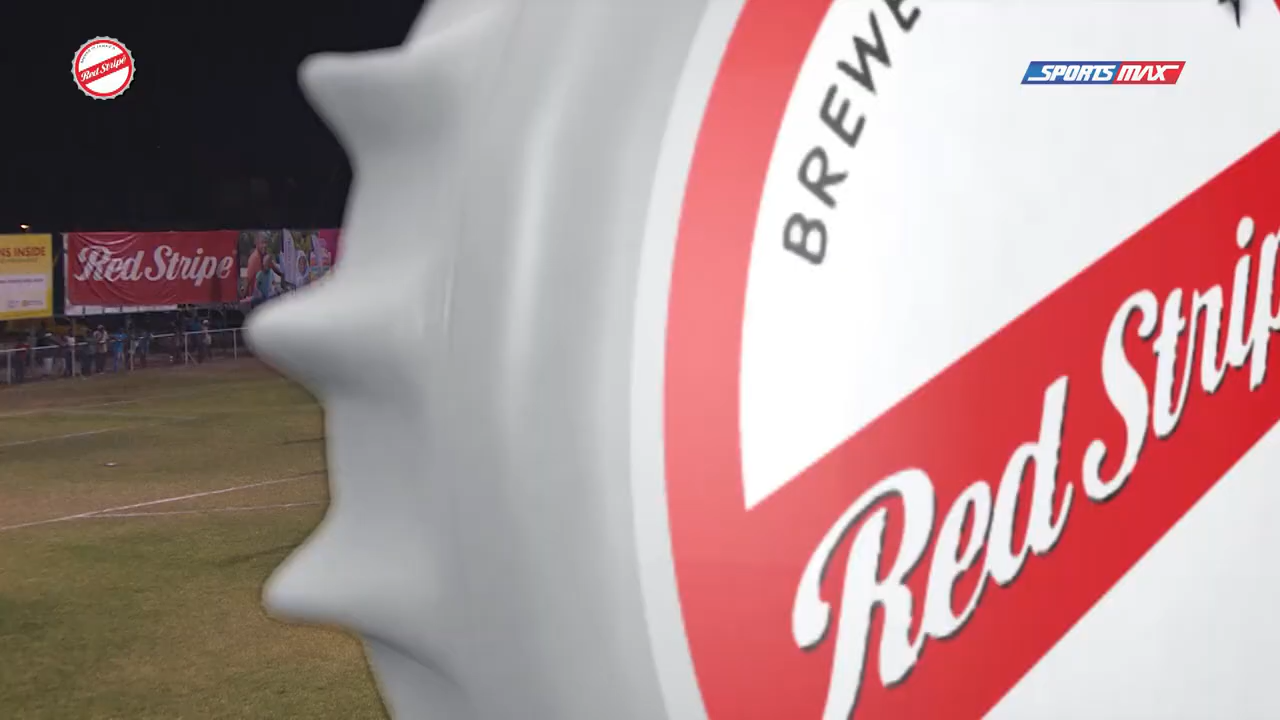 Red Stripe
SPORTSMAX
BREWE
NS INSIDE
Red Stripe
Red Strip